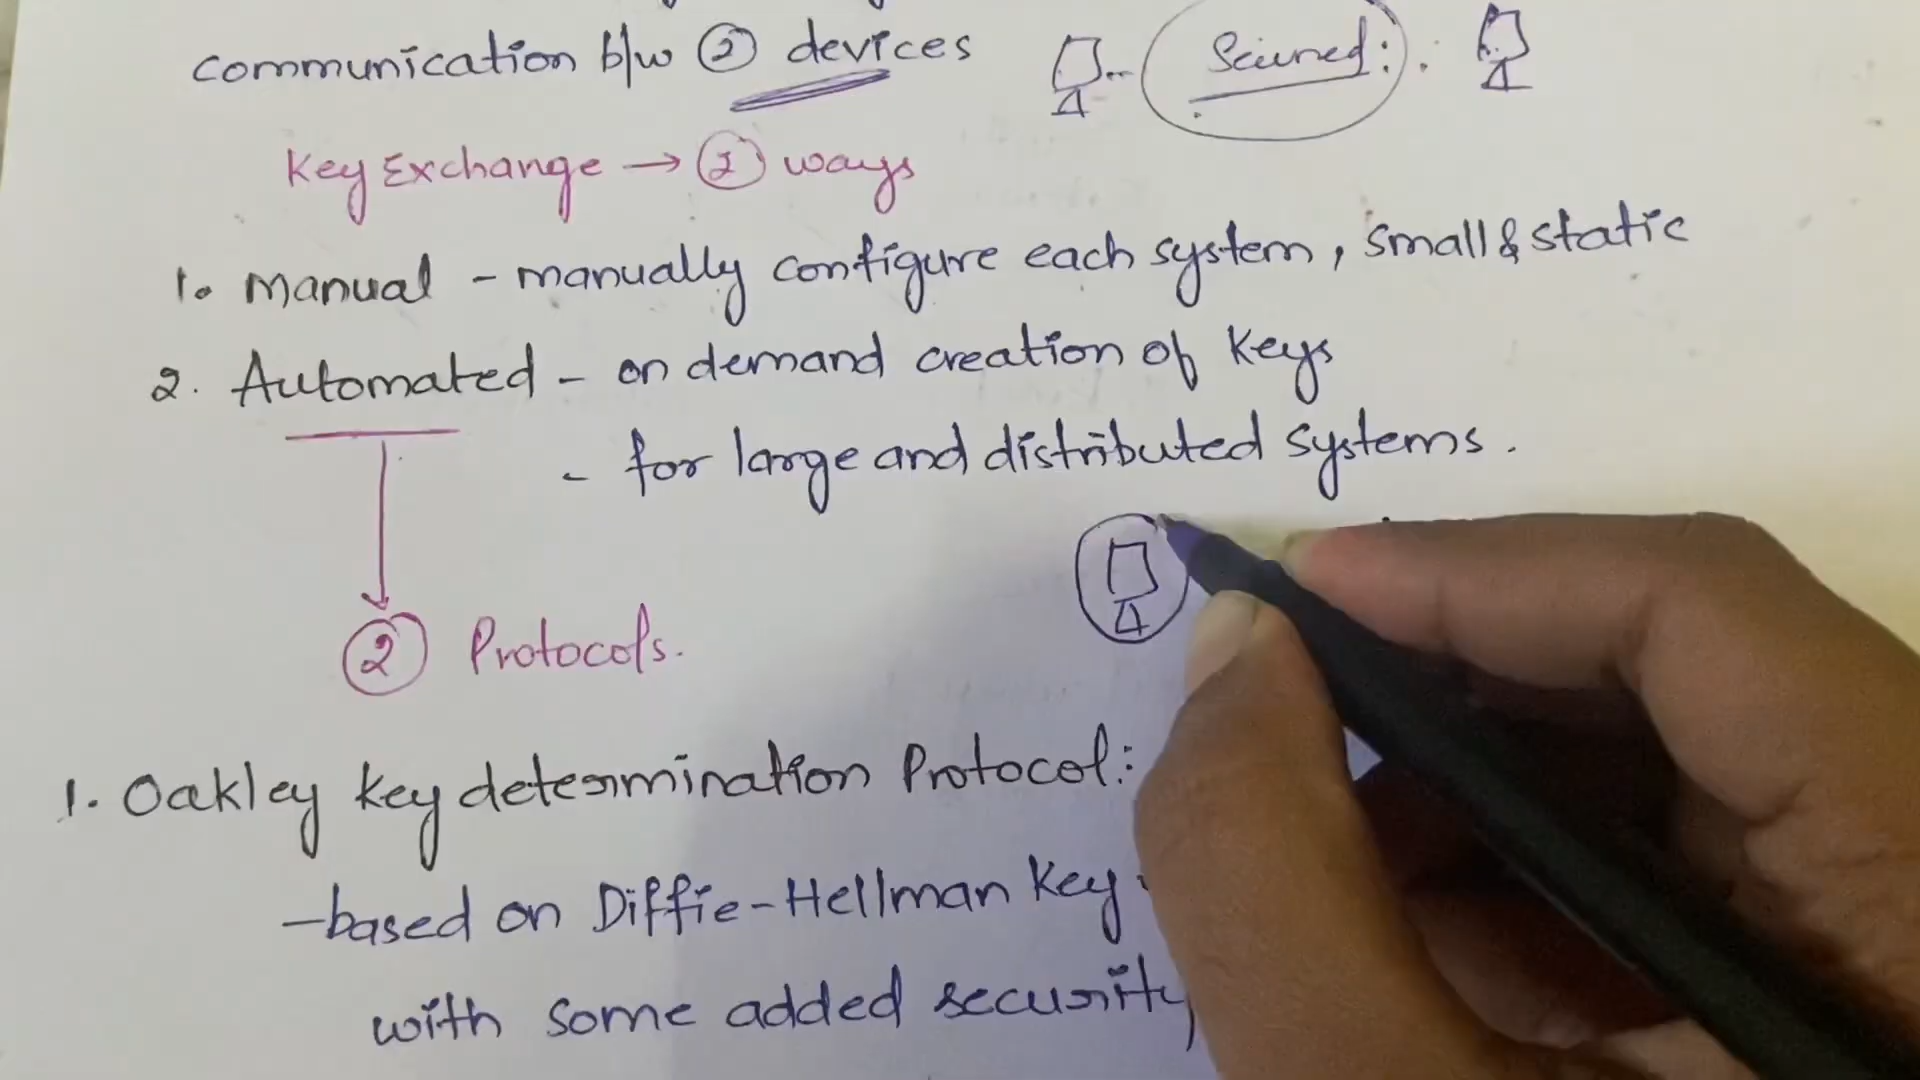 communication b/w 2 devices
Secured:
Key Exchange → 2 ways
1. Manual - manually configure each system, small & static
2. Automated - on demand creation of keys
- for large and distributed systems.
2 Protocols.
1. Oakley key determination Protocol:
- based on Diffie-Hellman key
with some added security